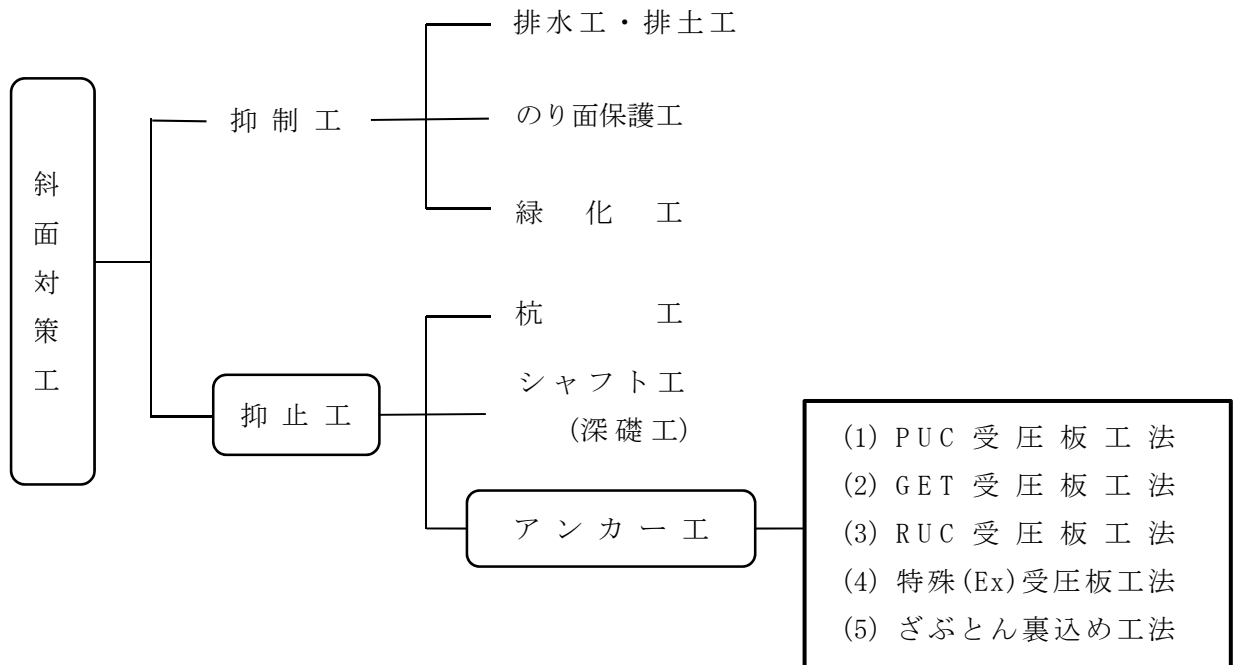 斜面対策工
抑制工
排水工・排土工
のり面保護工
緑化工
抑止工
杭工
シャフト工
(深礎工)
アンカー工
(1) PUC受圧板工法
(2) GET受圧板工法
(3) RUC受圧板工法
(4) 特殊(Ex)受圧板工法
(5) ざぶとん裏込め工法